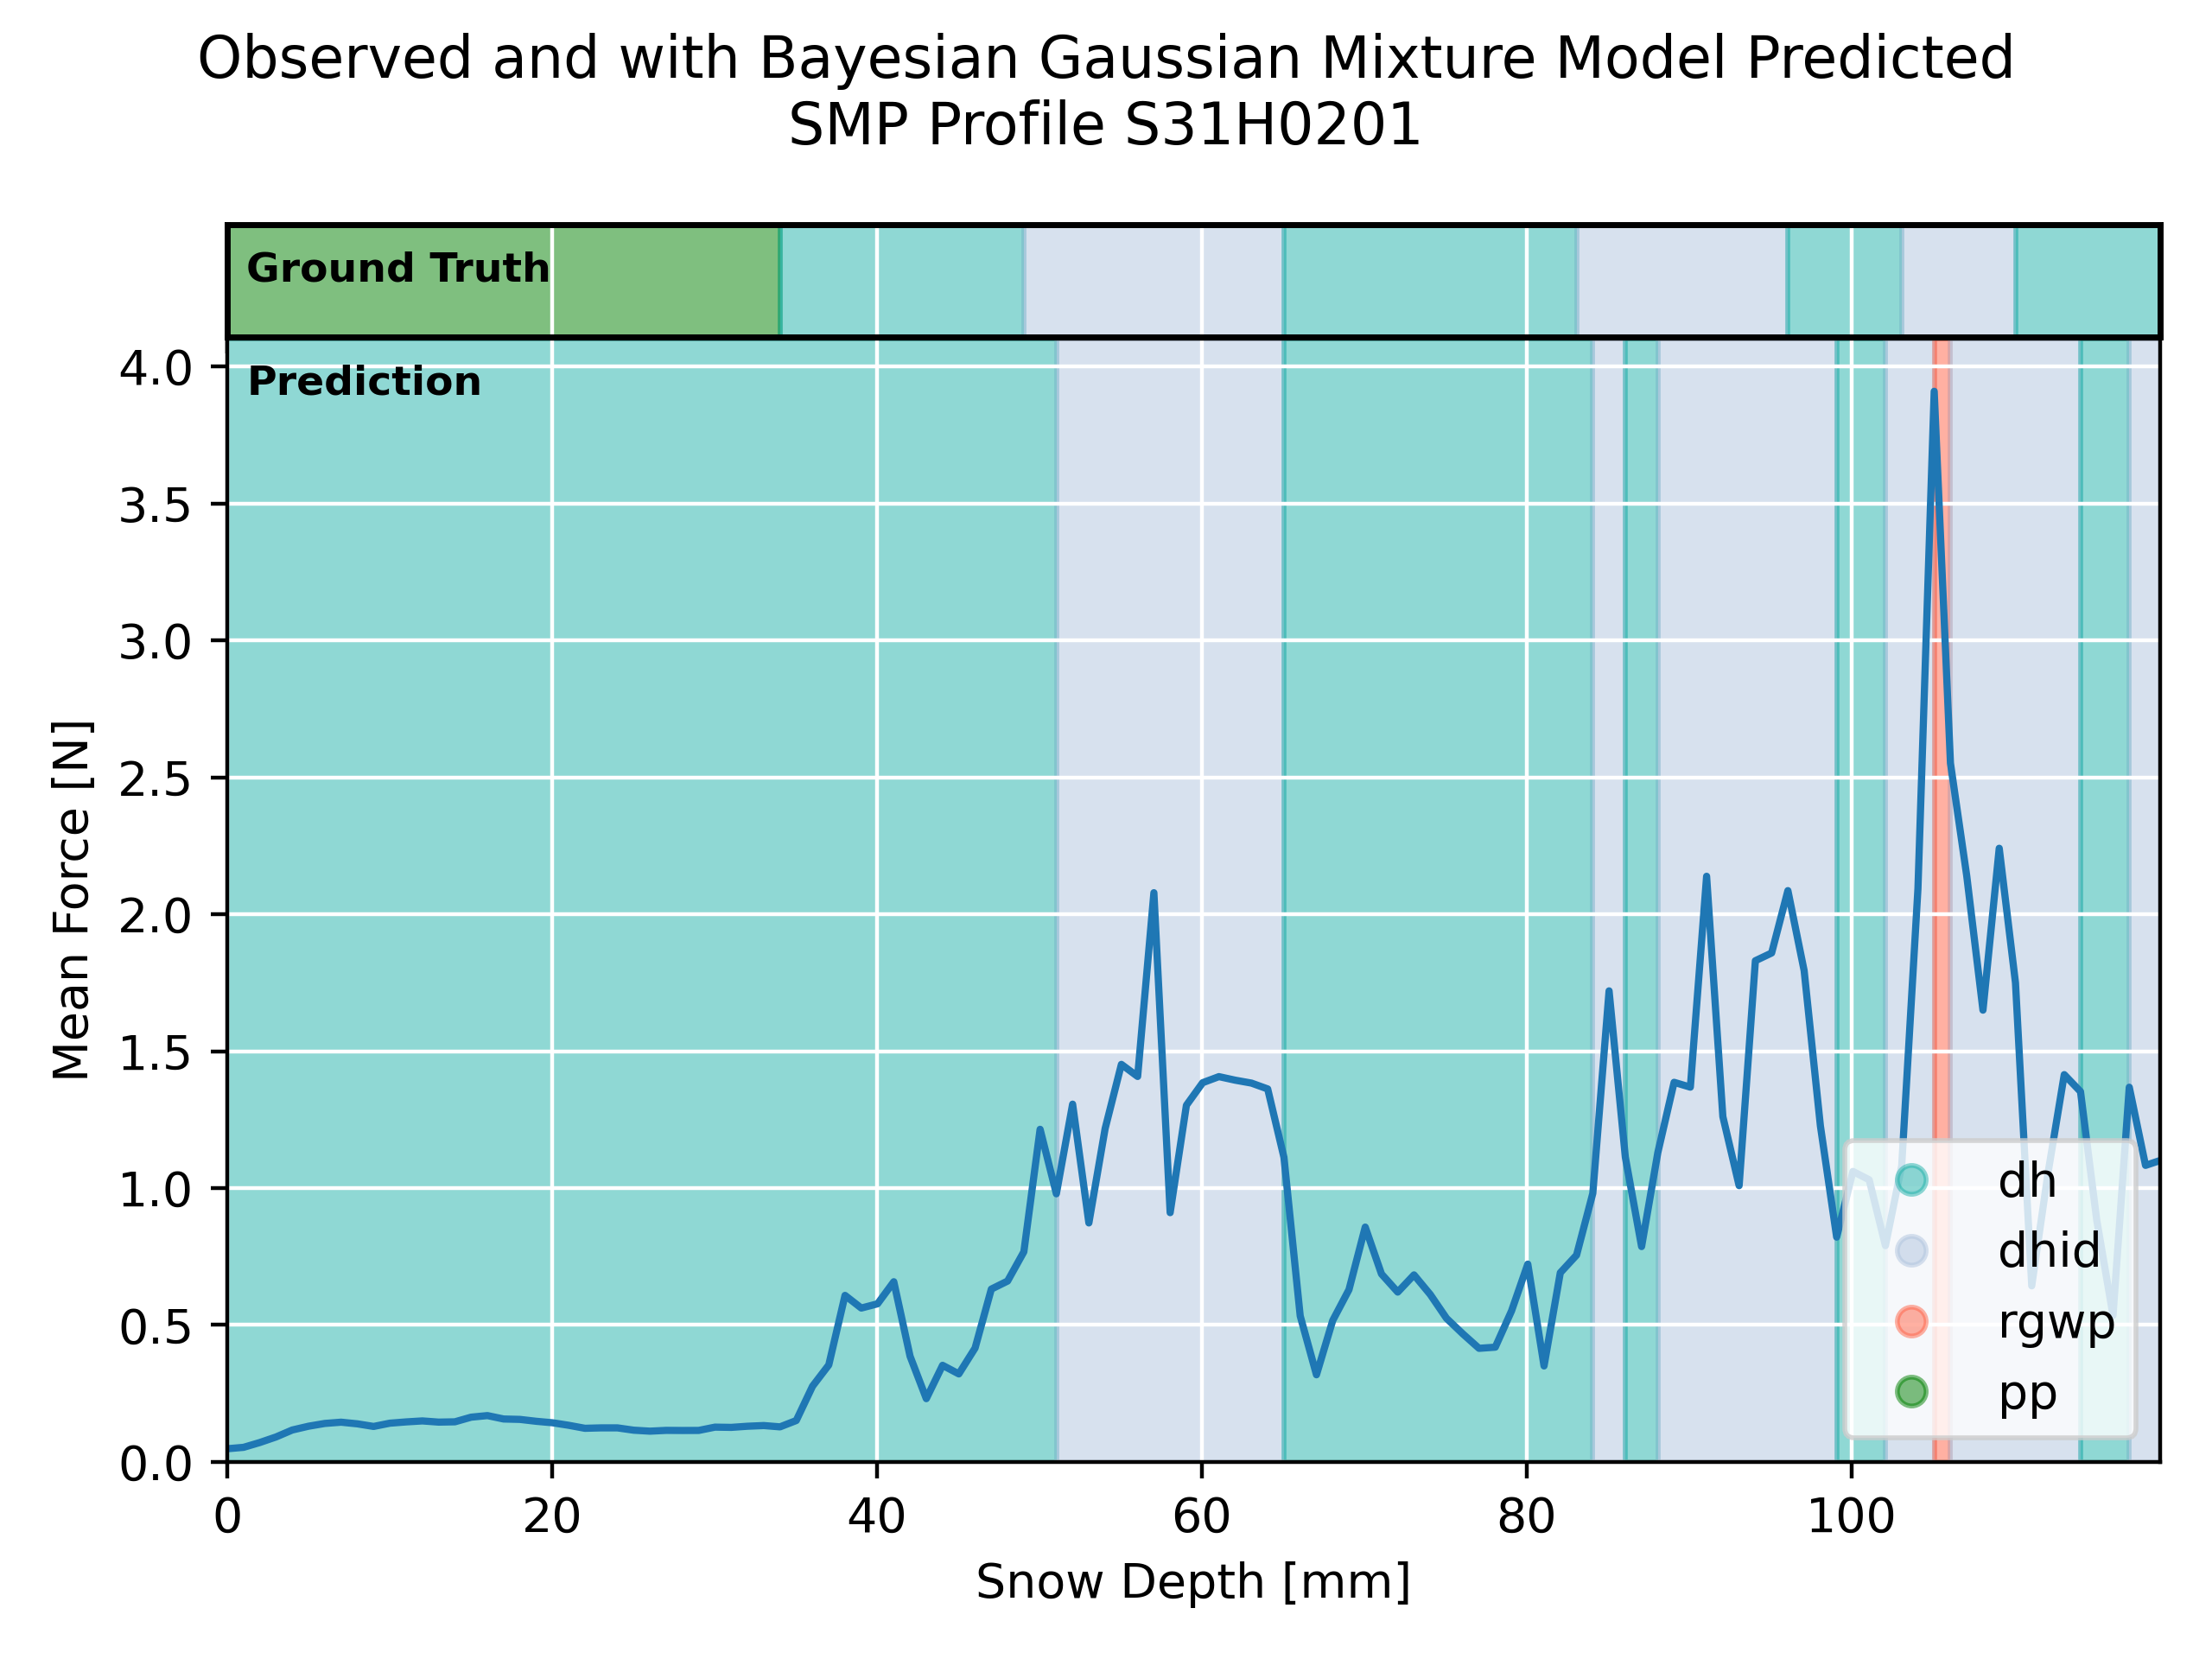 Observed and with Bayesian Gaussian Mixture Model Predicted
SMP Profile S31H0201
Ground Truth
Prediction
4.0
3.5
3.0
2.5
2.0
1.5
1.0
0.5
0.0
Mean Force [N]
dh
dhid
rgwp
pp
0 20 40 60 80 100
Snow Depth [mm]